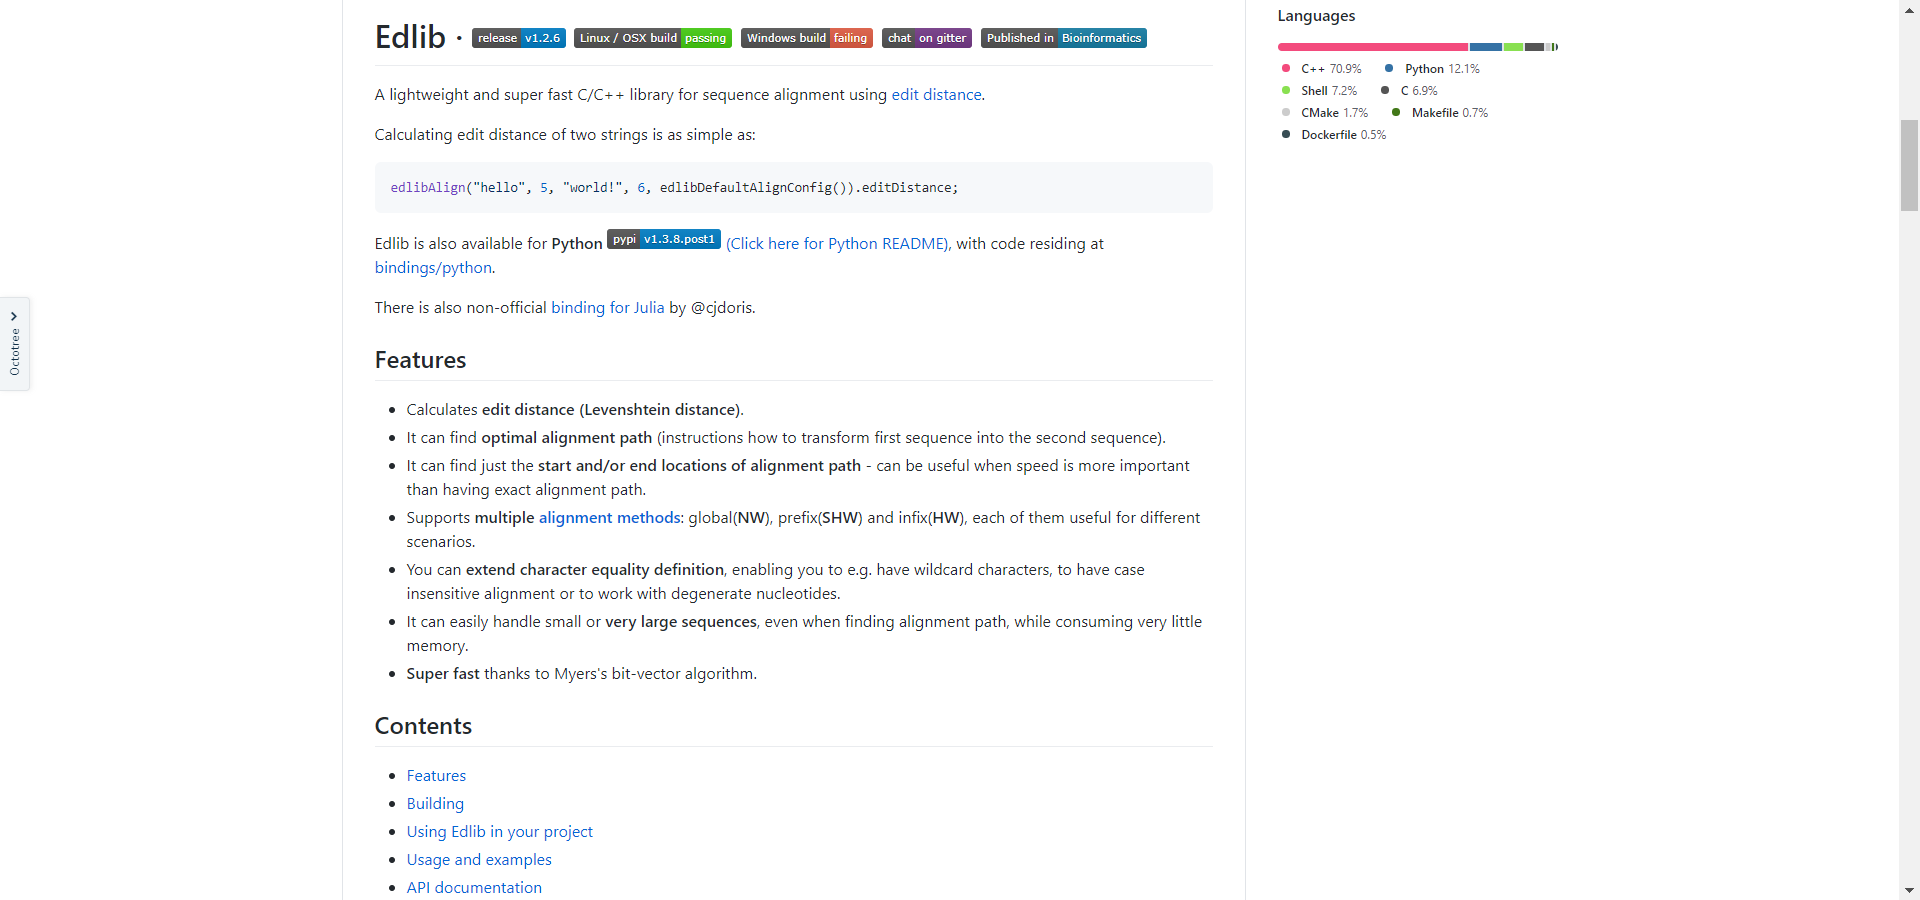 Edlib · release v1.2.6 Linux / OSX build passing Windows build failing chat on gitter Published in Bioinformatics
A lightweight and super fast C/C++ library for sequence alignment using edit distance.
Calculating edit distance of two strings is as simple as:
edlibAlign("hello", 5, "world!", 6, edlibDefaultAlignConfig()).editDistance;
Edlib is also available for Python pypi v1.3.8.post1 (Click here for Python README), with code residing at
bindings/python.
There is also non-official binding for Julia by @cjdoris.
Features
• Calculates edit distance (Levenshtein distance).
• It can find optimal alignment path (instructions how to transform first sequence into the second sequence).
• It can find just the start and/or end locations of alignment path - can be useful when speed is more important
than having exact alignment path.
• Supports multiple alignment methods: global(NW), prefix(SHW) and infix(HW), each of them useful for different
scenarios.
• You can extend character equality definition, enabling you to e.g. have wildcard characters, to have case
insensitive alignment or to work with degenerate nucleotides.
• It can easily handle small or very large sequences, even when finding alignment path, while consuming very little
memory.
• Super fast thanks to Myers's bit-vector algorithm.
Contents
• Features
• Building
• Using Edlib in your project
• Usage and examples
• API documentation
Languages
C++ 70.9% Python 12.1%
Shell 7.2% C 6.9%
CMake 1.7% Makefile 0.7%
Dockerfile 0.5%
Octotree